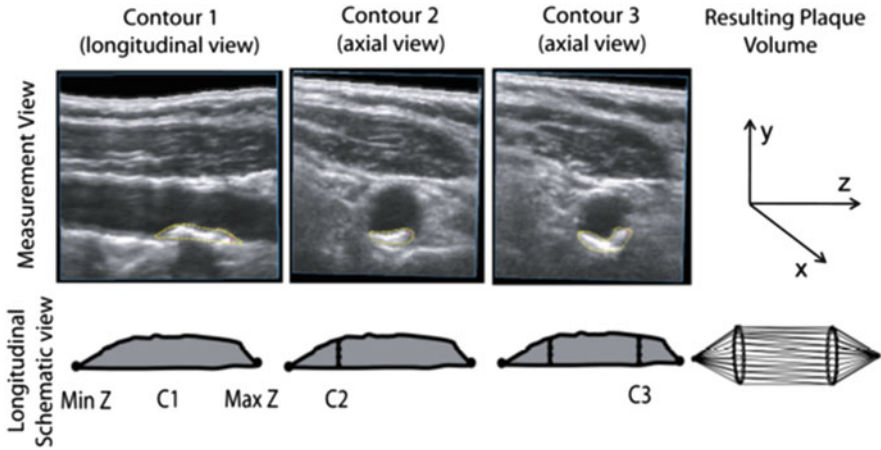 Contour 1
(longitudinal view)
Contour 2
(axial view)
Contour 3
(axial view)
Resulting Plaque
Volume
Measurement View
y
z
x
Longitudinal
Schematic view
Min Z
C1
Max Z
C2
C3